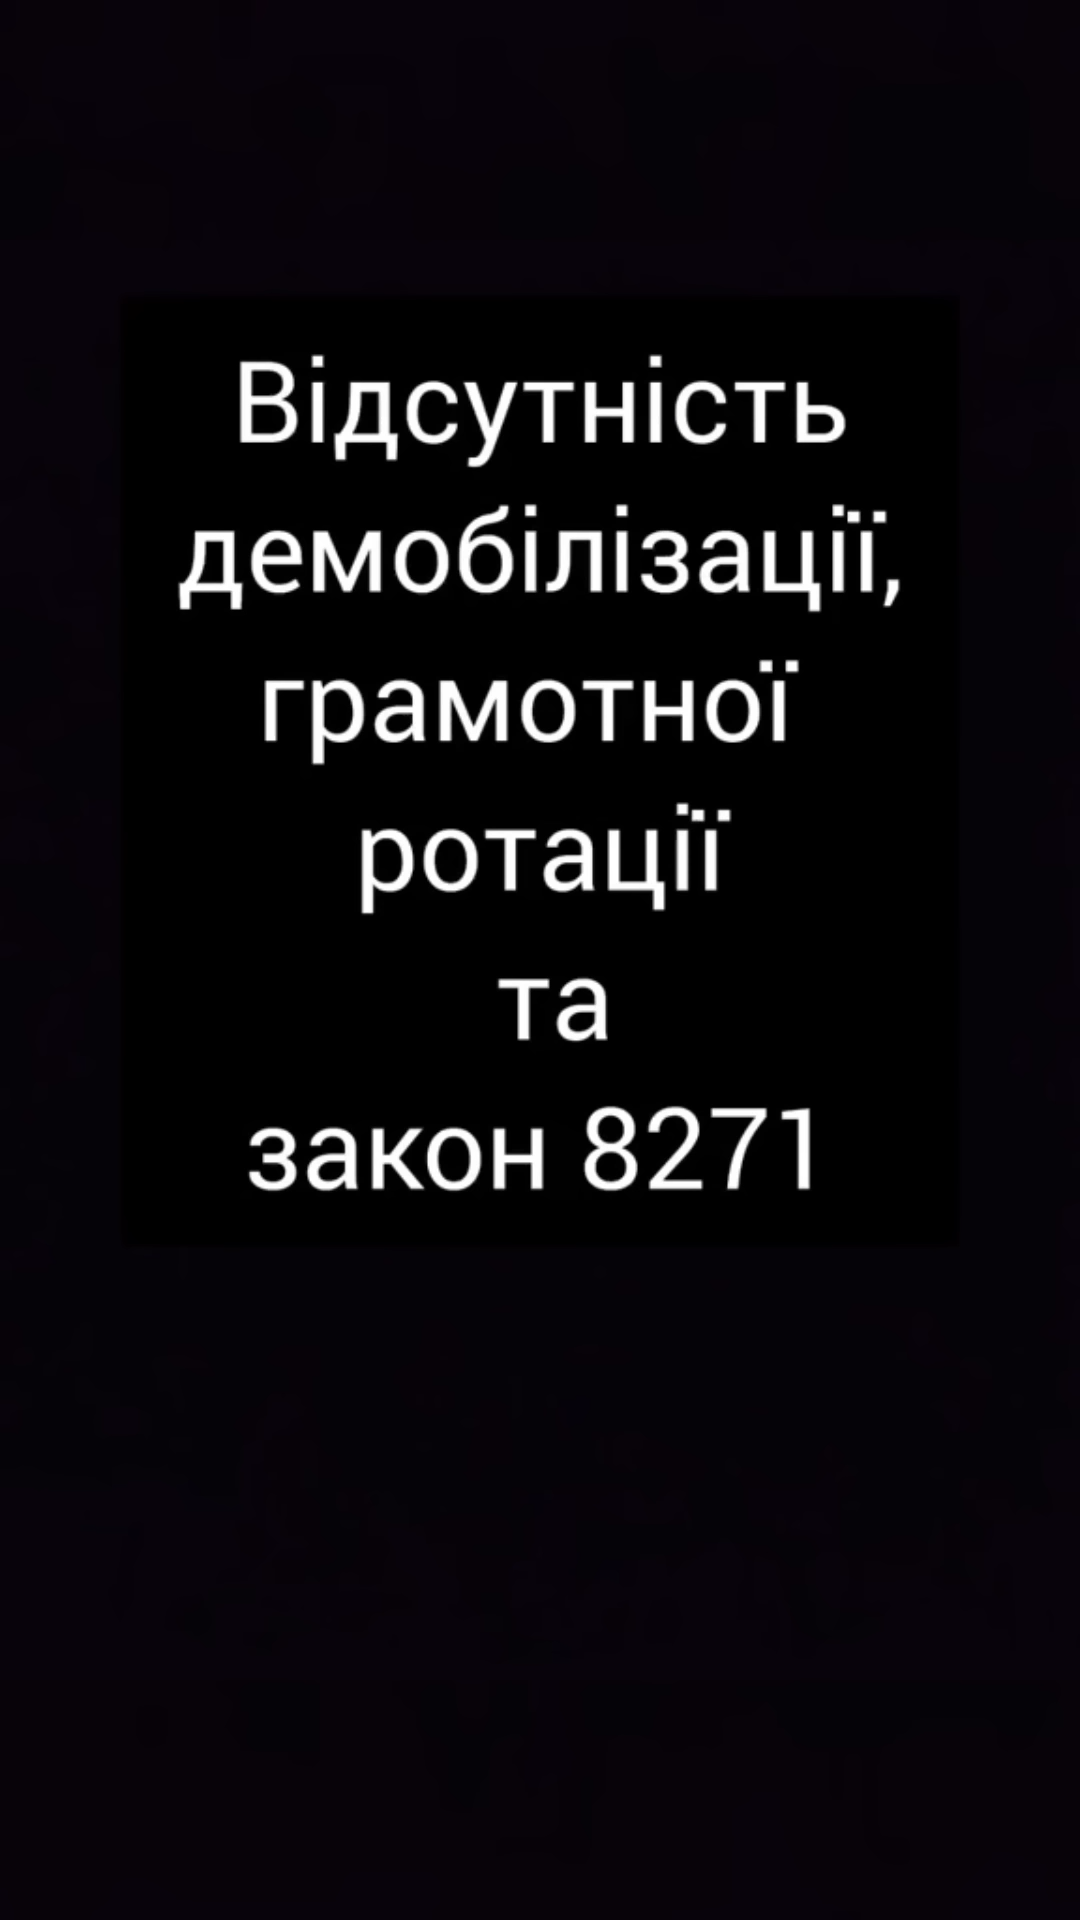 Відсутність
демобілізації,
грамотної
ротації
та
закон 8271